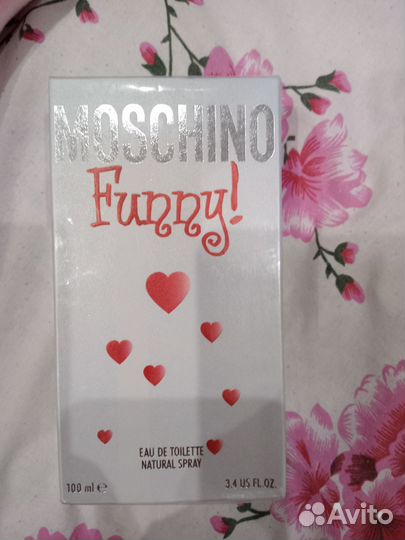 MOSCHINO
Funny!
EAU DE TOILETTE
NATURAL SPRAY
100 ml e 3.4 US FL.OZ.
Avito